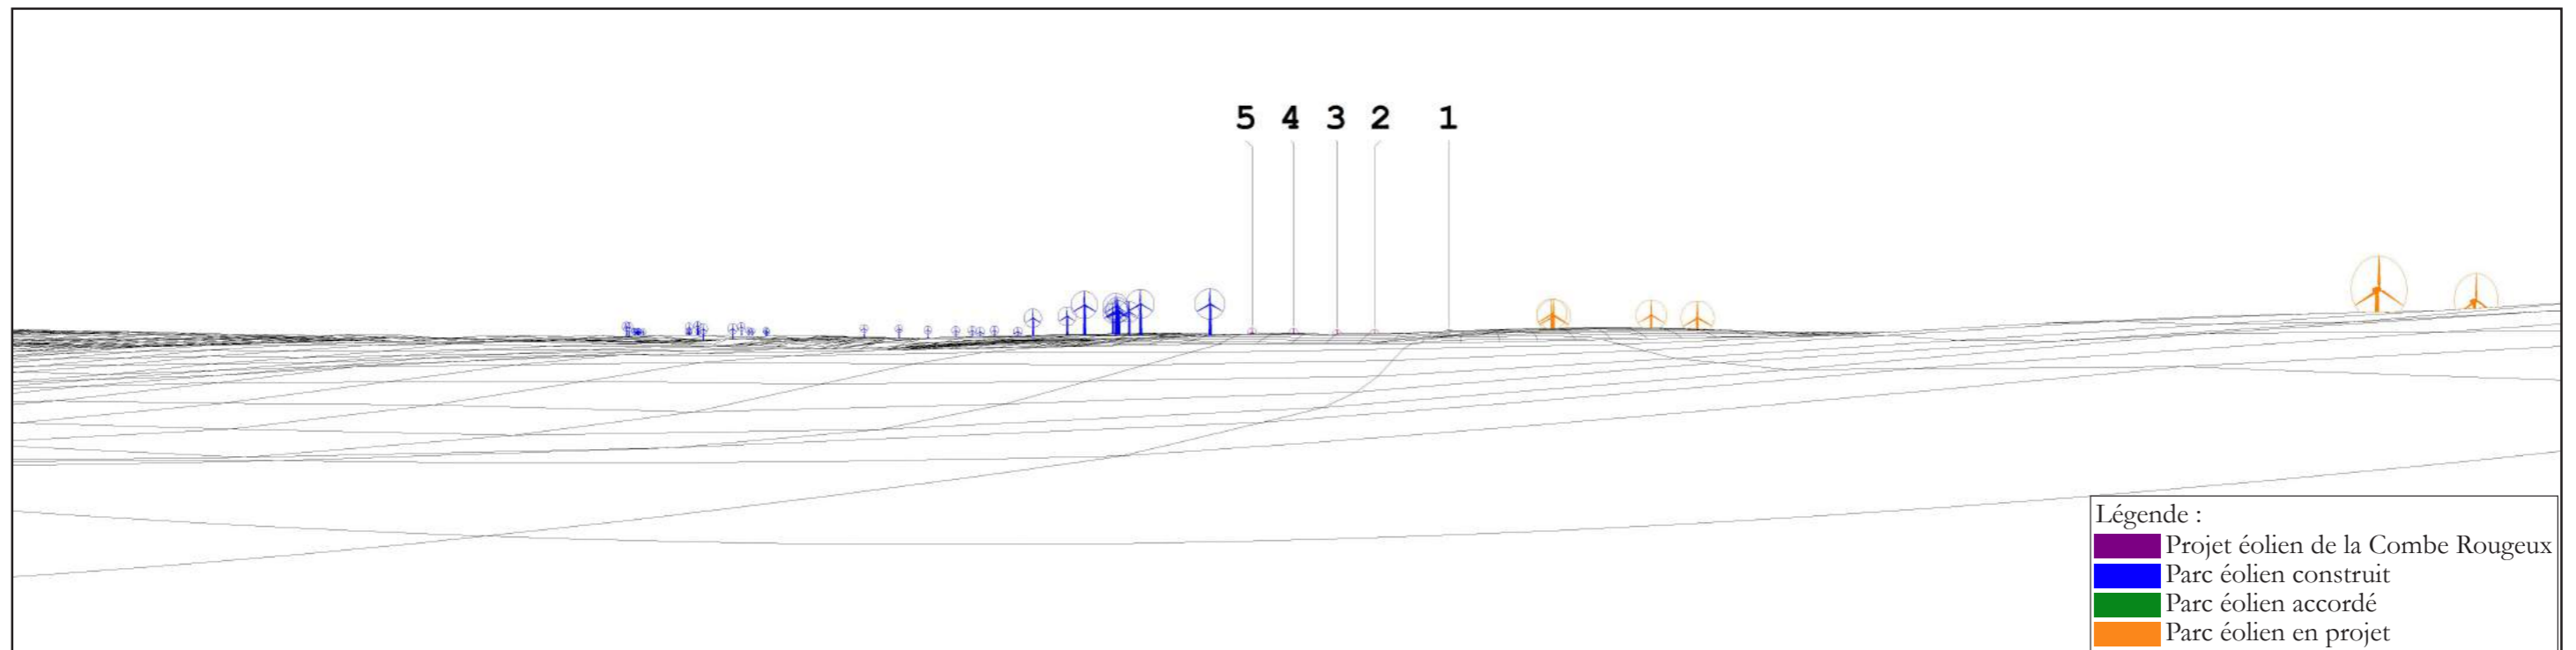 5 4 3 2 1
Légende :
Projet éolien de la Combe Rougeux
Parc éolien construit
Parc éolien accordé
Parc éolien en projet